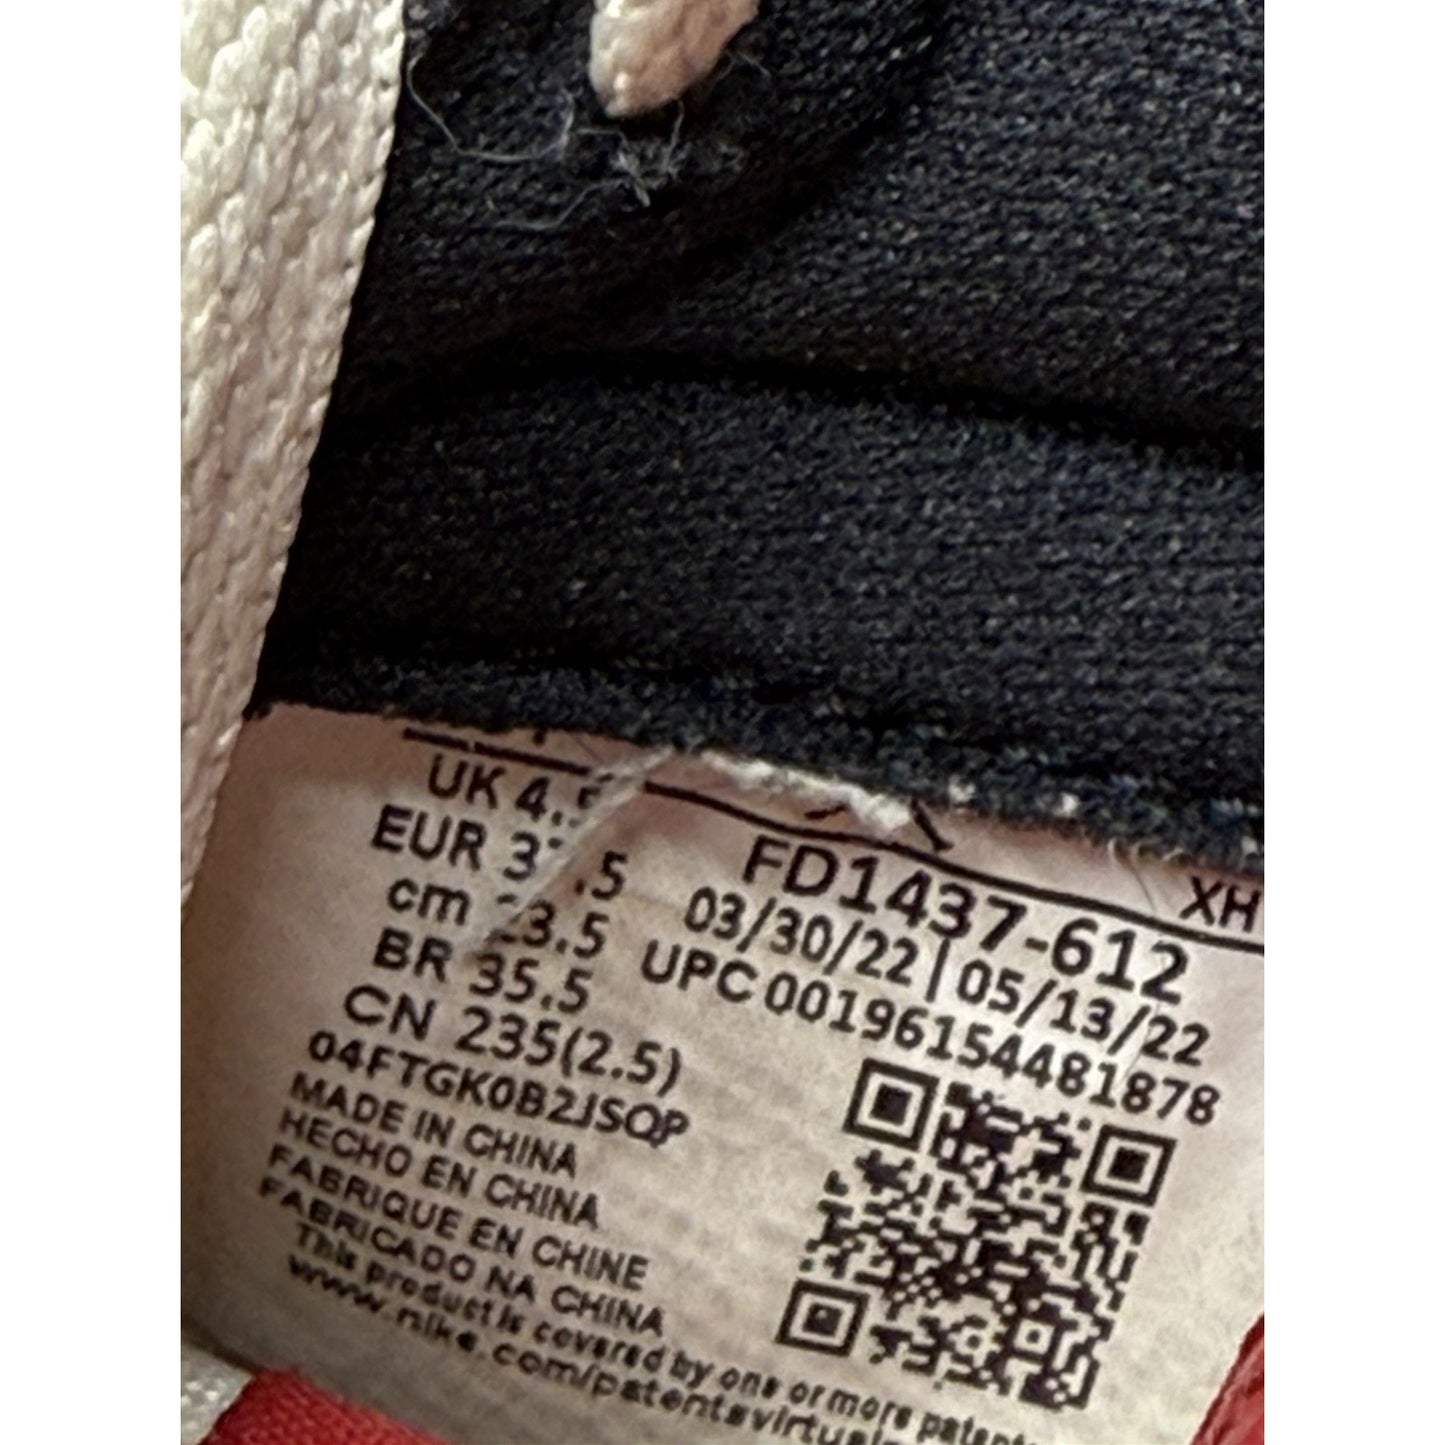 UK 4.5
EUR 37.5
cm 23.5
BR 35.5
CN 235(2.5)
04FTGK0B2JSQP
MADE IN CHINA
HECHO EN CHINA
FABRIQUE EN CHINE
FABRICADO NA CHINA
This product is covered by one or more patents
www.nike.com/patentsvirtual
XH
FD1437-612
03/30/22 | 05/13/22
UPC 00196154481878